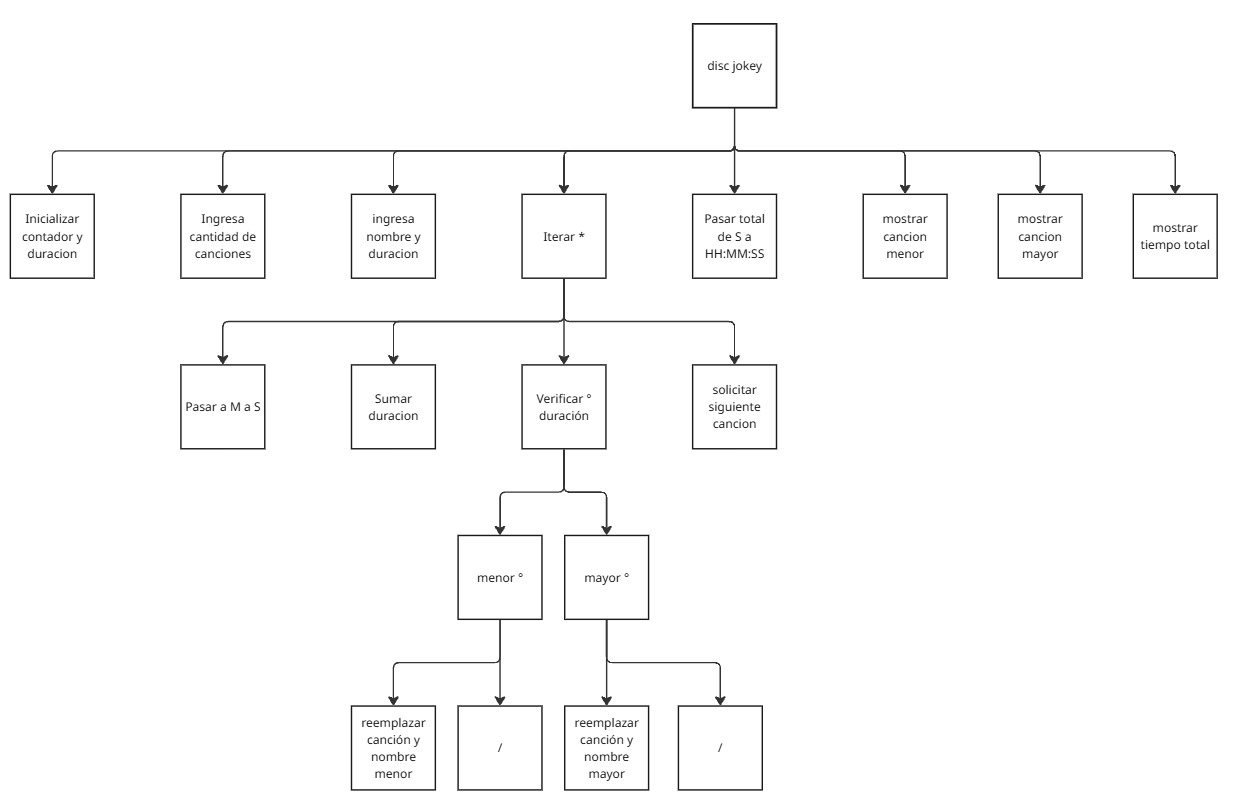 disc jokey
Inicializar
contador y
duracion
Ingresa
cantidad de
canciones
ingresa
nombre y
duracion
Iterar *
Pasar total
de S a
HH:MM:SS
mostrar
cancion
menor
mostrar
cancion
mayor
mostrar
tiempo total
Pasar a M a S
Sumar
duracion
Verificar °
duración
solicitar
siguiente
cancion
menor °
mayor °
reemplazar
canción y
nombre
menor
/
reemplazar
canción y
nombre
mayor
/